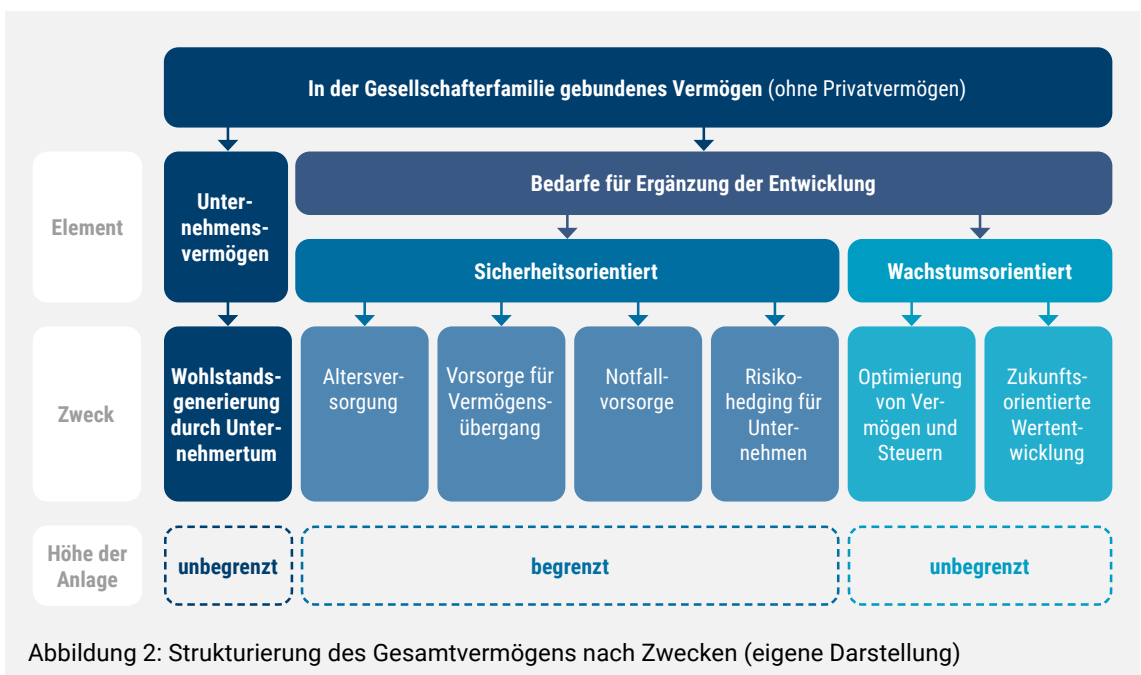 In der Gesellschafterfamilie gebundenes Vermögen (ohne Privatvermögen)
Element
Unter-
nehmens-
vermögen
Bedarfe für Ergänzung der Entwicklung
Sicherheitsorientiert
Wachstumsorientiert
Zweck
Wohlstands-
generierung
durch Unter-
nehmertum
Altersver-
sorgung
Vorsorge für
Vermögens-
übergang
Notfall-
vorsorge
Risiko-
hedging für
Unter-
nehmen
Optimierung
von Ver-
mögen und
Steuern
Zukunfts-
orientierte
Wertent-
wicklung
Höhe der
Anlage
unbegrenzt
begrenzt
unbegrenzt
Abbildung 2: Strukturierung des Gesamtvermögens nach Zwecken (eigene Darstellung)